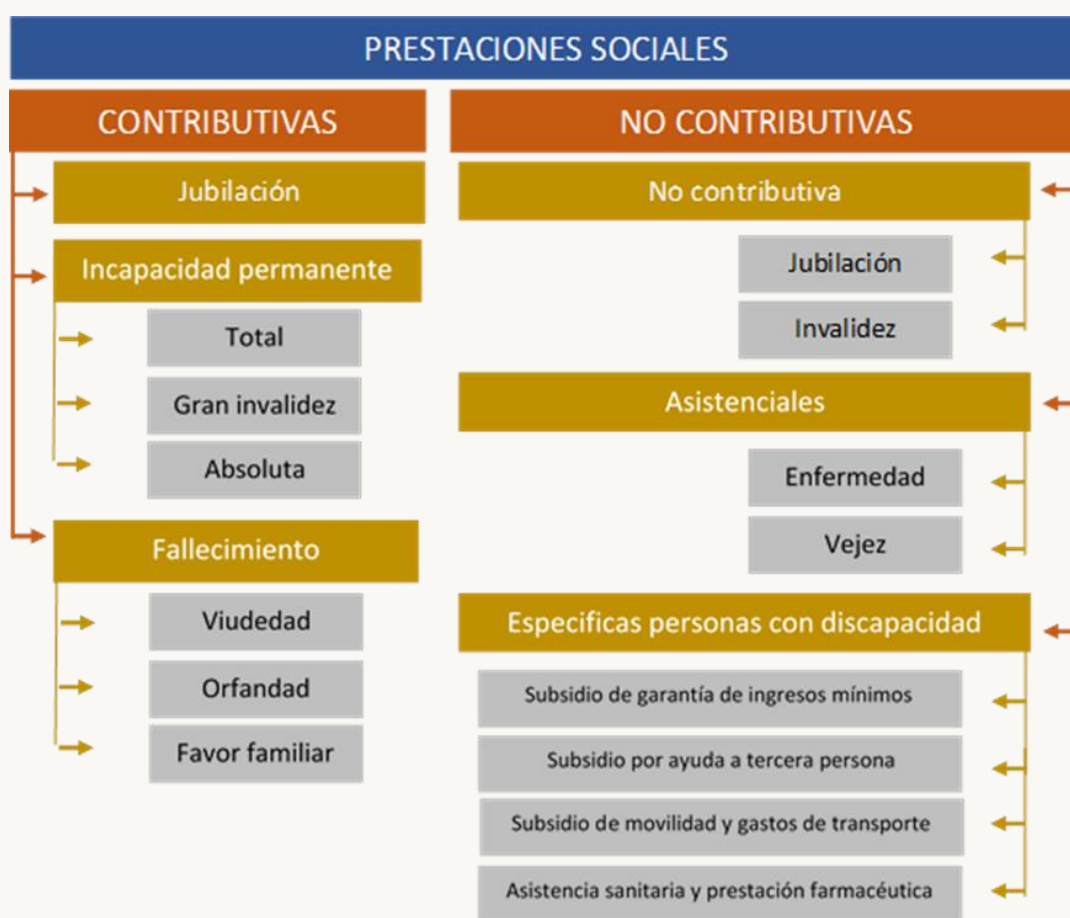 PRESTACIONES SOCIALES
CONTRIBUTIVAS
Jubilación
Incapacidad permanente
Total
Gran invalidez
Absoluta
Fallecimiento
Viudedad
Orfandad
Favor familiar
NO CONTRIBUTIVAS
No contributiva
Jubilación
Invalidez
Asistenciales
Enfermedad
Vejez
Especificas personas con discapacidad
Subsidio de garantía de ingresos mínimos
Subsidio por ayuda a tercera persona
Subsidio de movilidad y gastos de transporte
Asistencia sanitaria y prestación farmacéutica